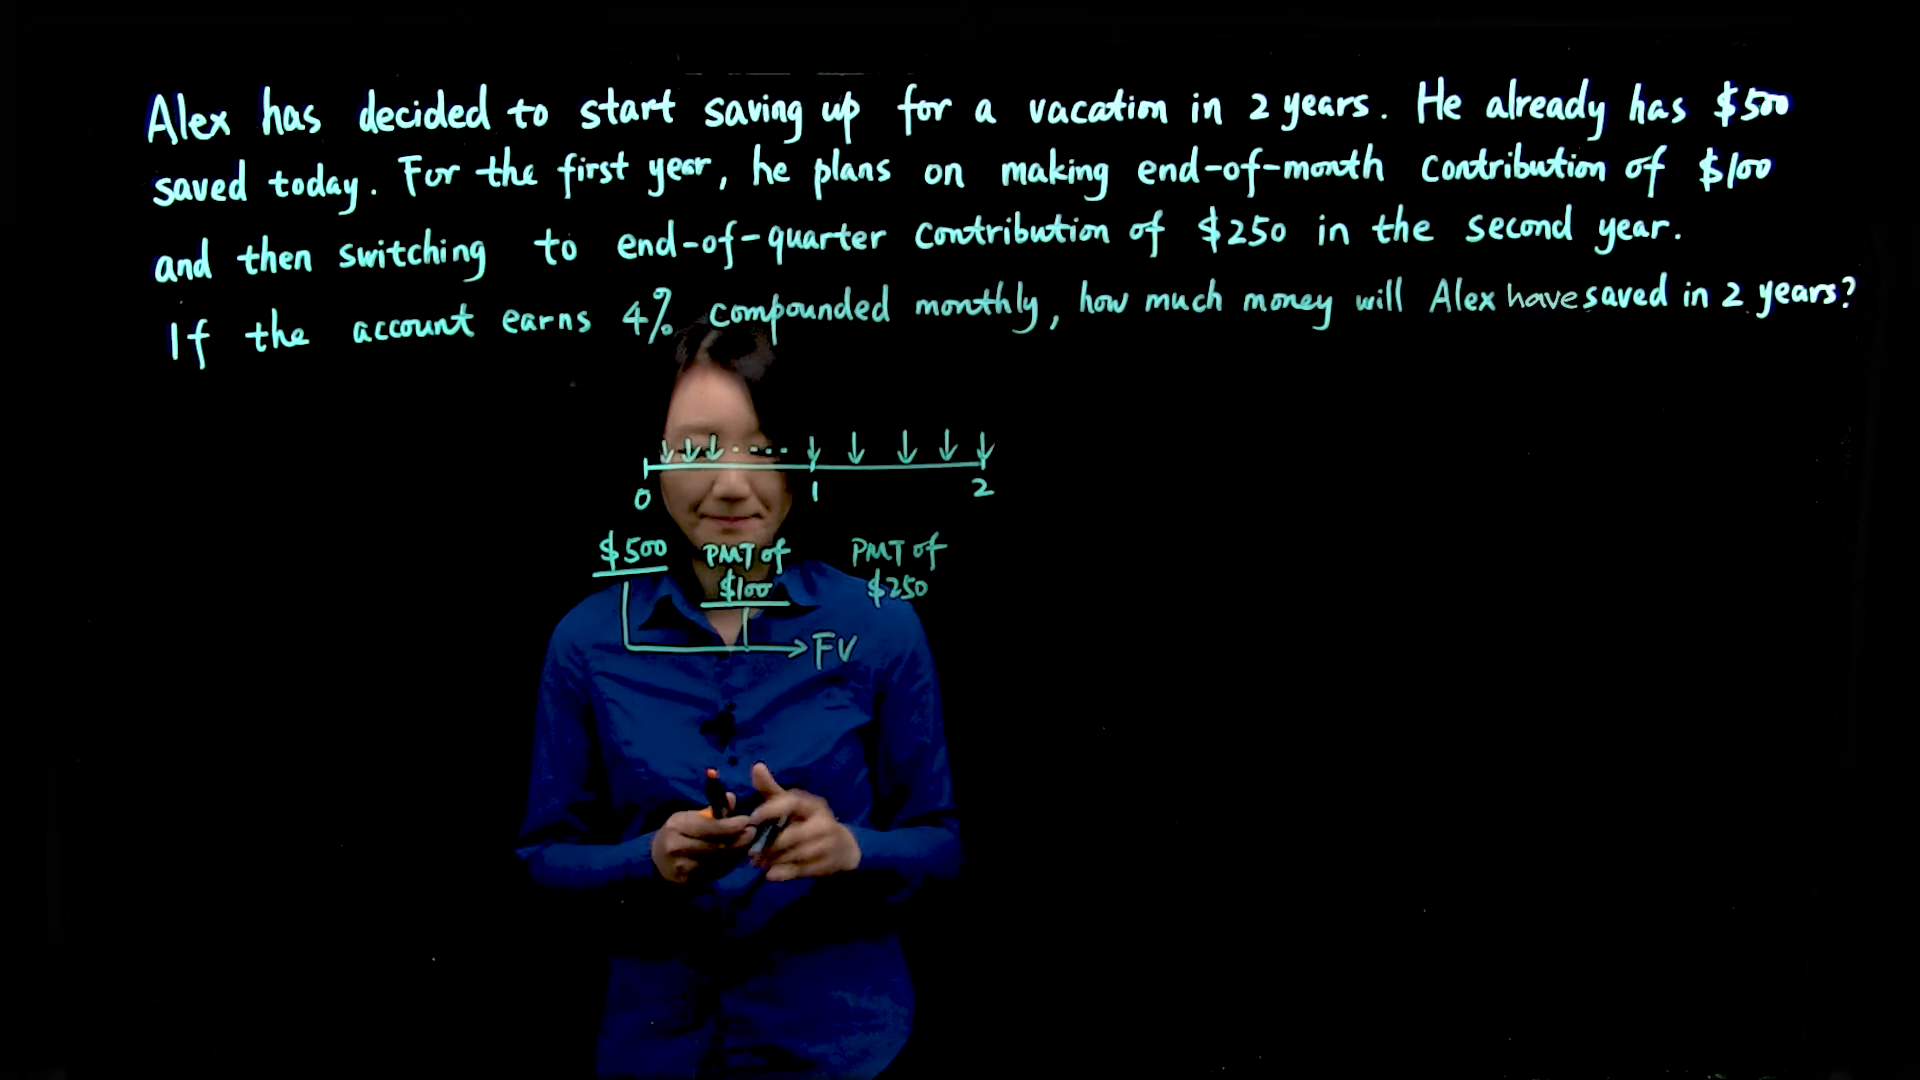 Alex has decided to start saving up for a vacation in 2 years. He already has $500
saved today. For the first year, he plans on making end-of-month contribution of $100
and then switching to end-of-quarter contribution of $250 in the second year.
If the account earns 4% compounded monthly, how much money will Alex have saved in 2 years?
0 1 2
$500 PMT of PMT of
$100 $250
FV